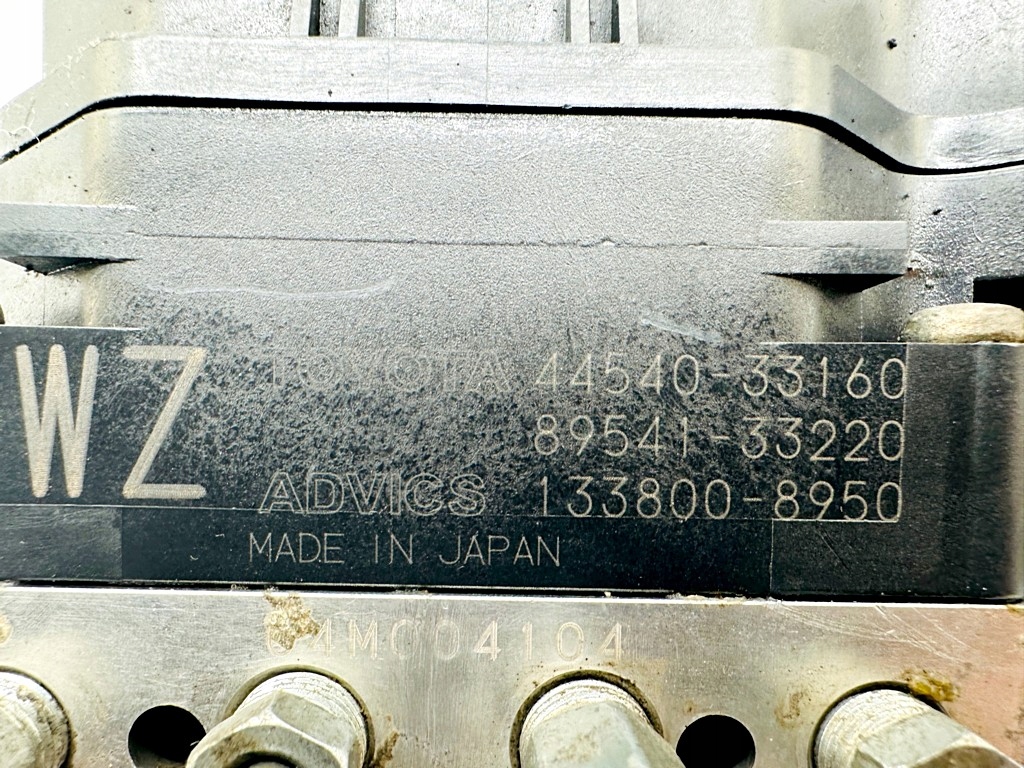 WZ
TOYOTA 44540-33160
89541-33220
ADVICS 133800-8950
MADE IN JAPAN